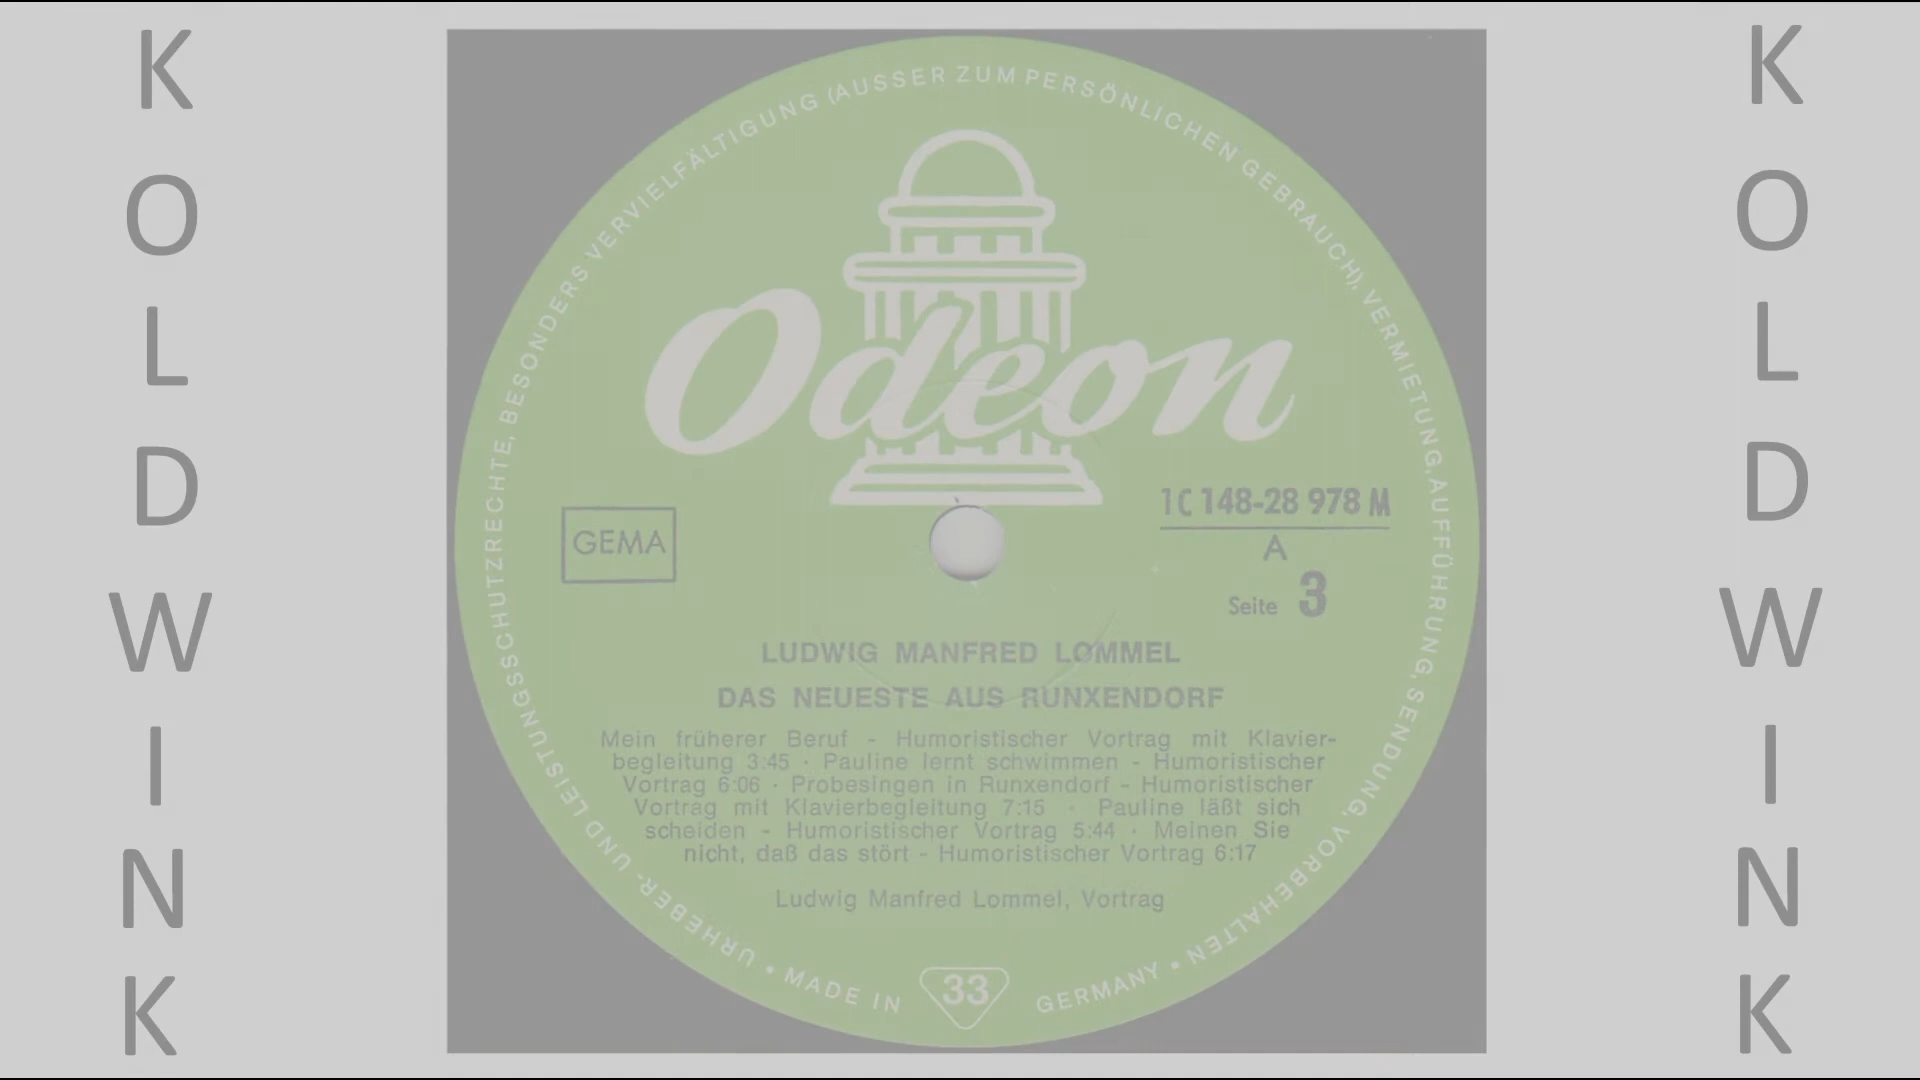 K
O
L
D
W
I
N
K
URHEBER- UND LEISTUNGSSCHUTZRECHTE, BESONDERS VERVIELFÄLTIGUNG (AUSSER ZUM PERSÖNLICHEN GEBRAUCH), VERMIETUNG, AUFFÜHRUNG, SENDUNG, VORBEHALTEN •
Odeon
GEMA
1C 148-28 978 M
A
Seite 3
LUDWIG MANFRED LOMMEL
DAS NEUESTE AUS RUNXENDORF
Mein früherer Beruf - Humoristischer Vortrag mit Klavier-
begleitung 3:45 · Pauline lernt schwimmen - Humoristischer
Vortrag 6:06 · Probesingen in Runxendorf - Humoristischer
Vortrag mit Klavierbegleitung 7:15 · Pauline läßt sich
scheiden - Humoristischer Vortrag 5:44 · Meinen Sie
nicht, daß das stört - Humoristischer Vortrag 6:17
Ludwig Manfred Lommel, Vortrag
• MADE IN 33 GERMANY
K
O
L
D
W
I
N
K